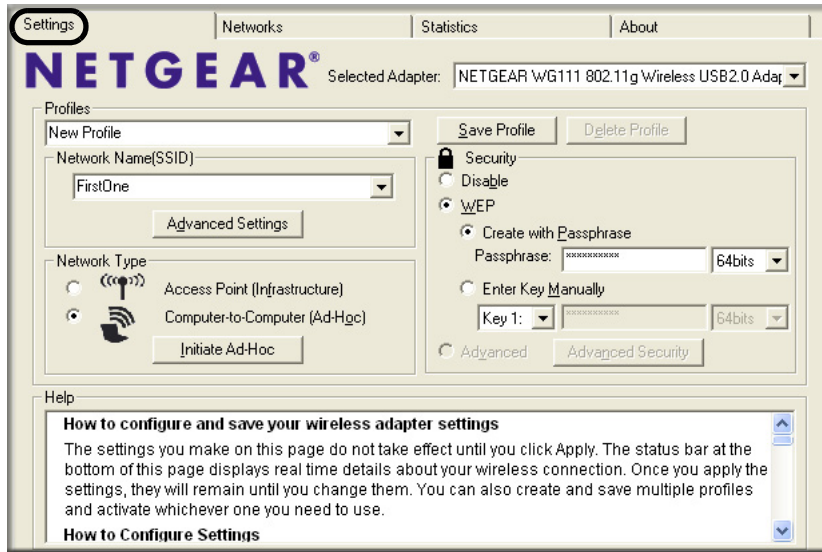 Settings
Networks
Statistics
About
NETGEAR®
Selected Adapter: NETGEAR WG111 802.11g Wireless USB2.0 Adap
Profiles
New Profile
Save Profile
Delete Profile
Network Name(SSID)
FirstOne
Advanced Settings
Network Type
Access Point (Infrastructure)
Computer-to-Computer (Ad-Hoc)
Initiate Ad-Hoc
Security
Disable
WEP
Create with Passphrase
Passphrase: ********** 64bits
Enter Key Manually
Key 1: ********** 64bits
Advanced
Advanced Security
Help
How to configure and save your wireless adapter settings
The settings you make on this page do not take effect until you click Apply. The status bar at the
bottom of this page displays real time details about your wireless connection. Once you apply the
settings, they will remain until you change them. You can also create and save multiple profiles
and activate whichever one you need to use.
How to Configure Settings